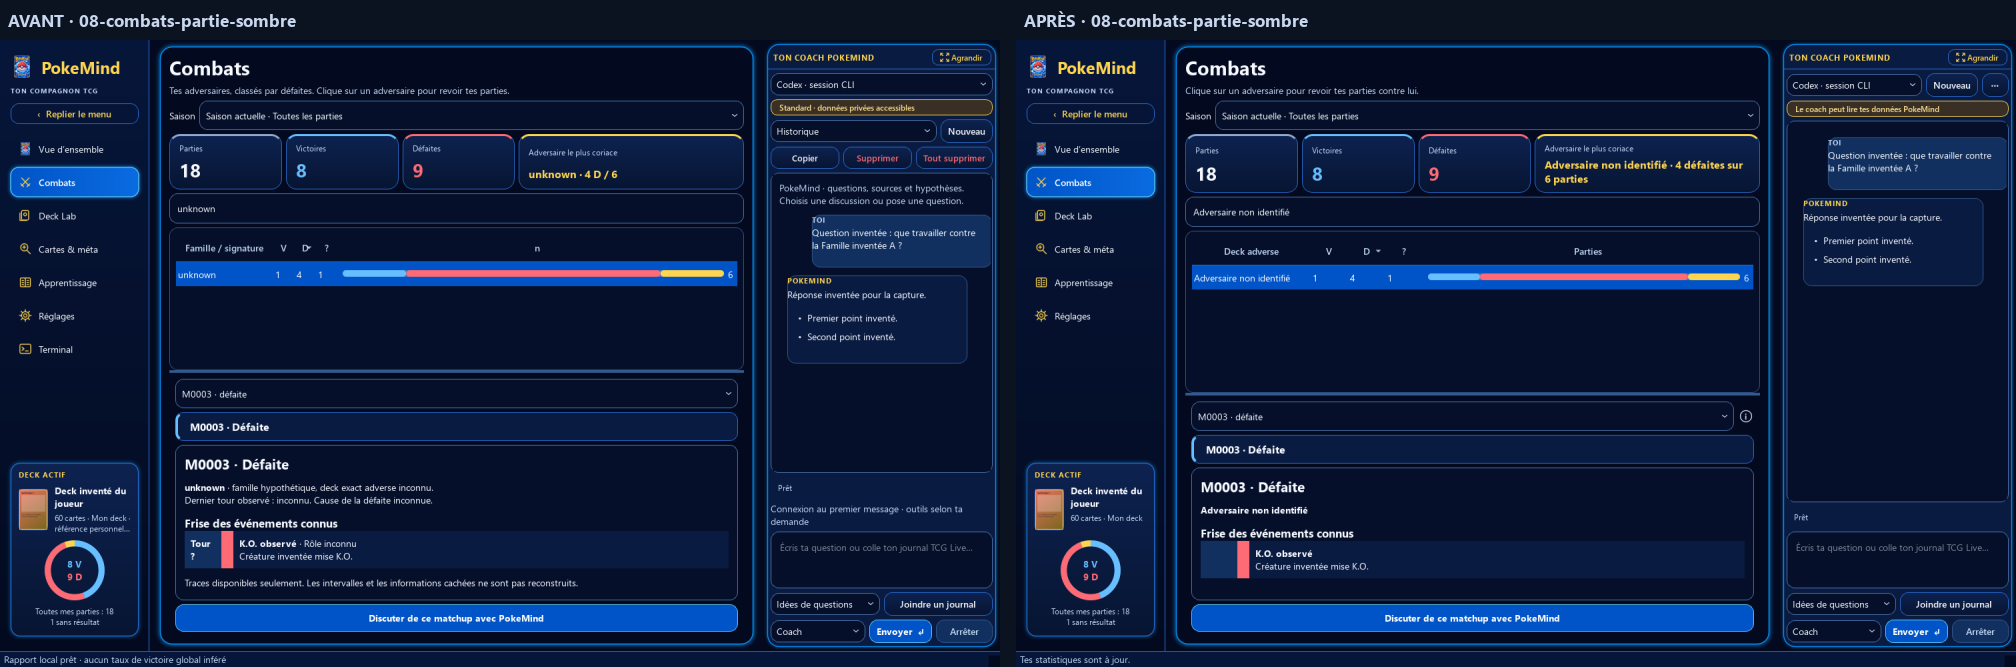 AVANT · 08-combats-partie-sombre
PokeMind
TON COMPAGNON TCG
‹ Replier le menu
Vue d'ensemble
Combats
Deck Lab
Cartes & méta
Apprentissage
Réglages
Terminal
DECK ACTIF
Deck inventé du
joueur
60 cartes · Mon deck ·
référence personnel...
8 V
9 D
Toutes mes parties : 18
1 sans résultat
Combats
Tes adversaires, classés par défaites. Clique sur un adversaire pour revoir tes parties.
Saison
Saison actuelle · Toutes les parties
Parties
18
Victoires
8
Défaites
9
Adversaire le plus coriace
unknown · 4 D / 6
unknown
Famille / signature V D ? n
unknown 1 4 1 6
M0003 · défaite
M0003 · Défaite
M0003 · Défaite
unknown · famille hypothétique, deck exact adverse inconnu.
Dernier tour observé : inconnu. Cause de la défaite inconnue.
Frise des événements connus
Tour
?
K.O. observé · Rôle inconnu
Créature inventée mise K.O.
Traces disponibles seulement. Les intervalles et les informations cachées ne sont pas reconstruits.
Discuter de ce matchup avec PokeMind
TON COACH POKEMIND
Agrandir
Codex · session CLI
Standard · données privées accessibles
Historique
Nouveau
Copier
Supprimer
Tout supprimer
PokeMind · questions, sources et hypothèses.
Choisis une discussion ou pose une question.
TOI
Question inventée : que travailler contre
la Famille inventée A ?
POKEMIND
Réponse inventée pour la capture.
• Premier point inventé.
• Second point inventé.
Prêt
Connexion au premier message · outils selon ta
demande
Écris ta question ou colle ton journal TCG Live...
Idées de questions
Joindre un journal
Coach
Envoyer ↲
Arrêter
Rapport local prêt · aucun taux de victoire global inféré
APRÈS · 08-combats-partie-sombre
PokeMind
TON COMPAGNON TCG
‹ Replier le menu
Vue d'ensemble
Combats
Deck Lab
Cartes & méta
Apprentissage
Réglages
DECK ACTIF
Deck inventé du
joueur
60 cartes · Mon deck
8 V
9 D
Toutes mes parties : 18
1 sans résultat
Combats
Clique sur un adversaire pour revoir tes parties contre lui.
Saison
Saison actuelle · Toutes les parties
Parties
18
Victoires
8
Défaites
9
Adversaire le plus coriace
Adversaire non identifié · 4 défaites sur
6 parties
Adversaire non identifié
Deck adverse V D ? Parties
Adversaire non identifié 1 4 1 6
M0003 · défaite
M0003 · Défaite
M0003 · Défaite
Adversaire non identifié
Frise des événements connus
K.O. observé
Créature inventée mise K.O.
Discuter de ce matchup avec PokeMind
TON COACH POKEMIND
Agrandir
Codex · session CLI
Nouveau
···
Le coach peut lire tes données PokeMind
TOI
Question inventée : que travailler contre
la Famille inventée A ?
POKEMIND
Réponse inventée pour la capture.
• Premier point inventé.
• Second point inventé.
Prêt
Écris ta question ou colle ton journal TCG Live...
Idées de questions
Joindre un journal
Coach
Envoyer ↲
Arrêter
Tes statistiques sont à jour.